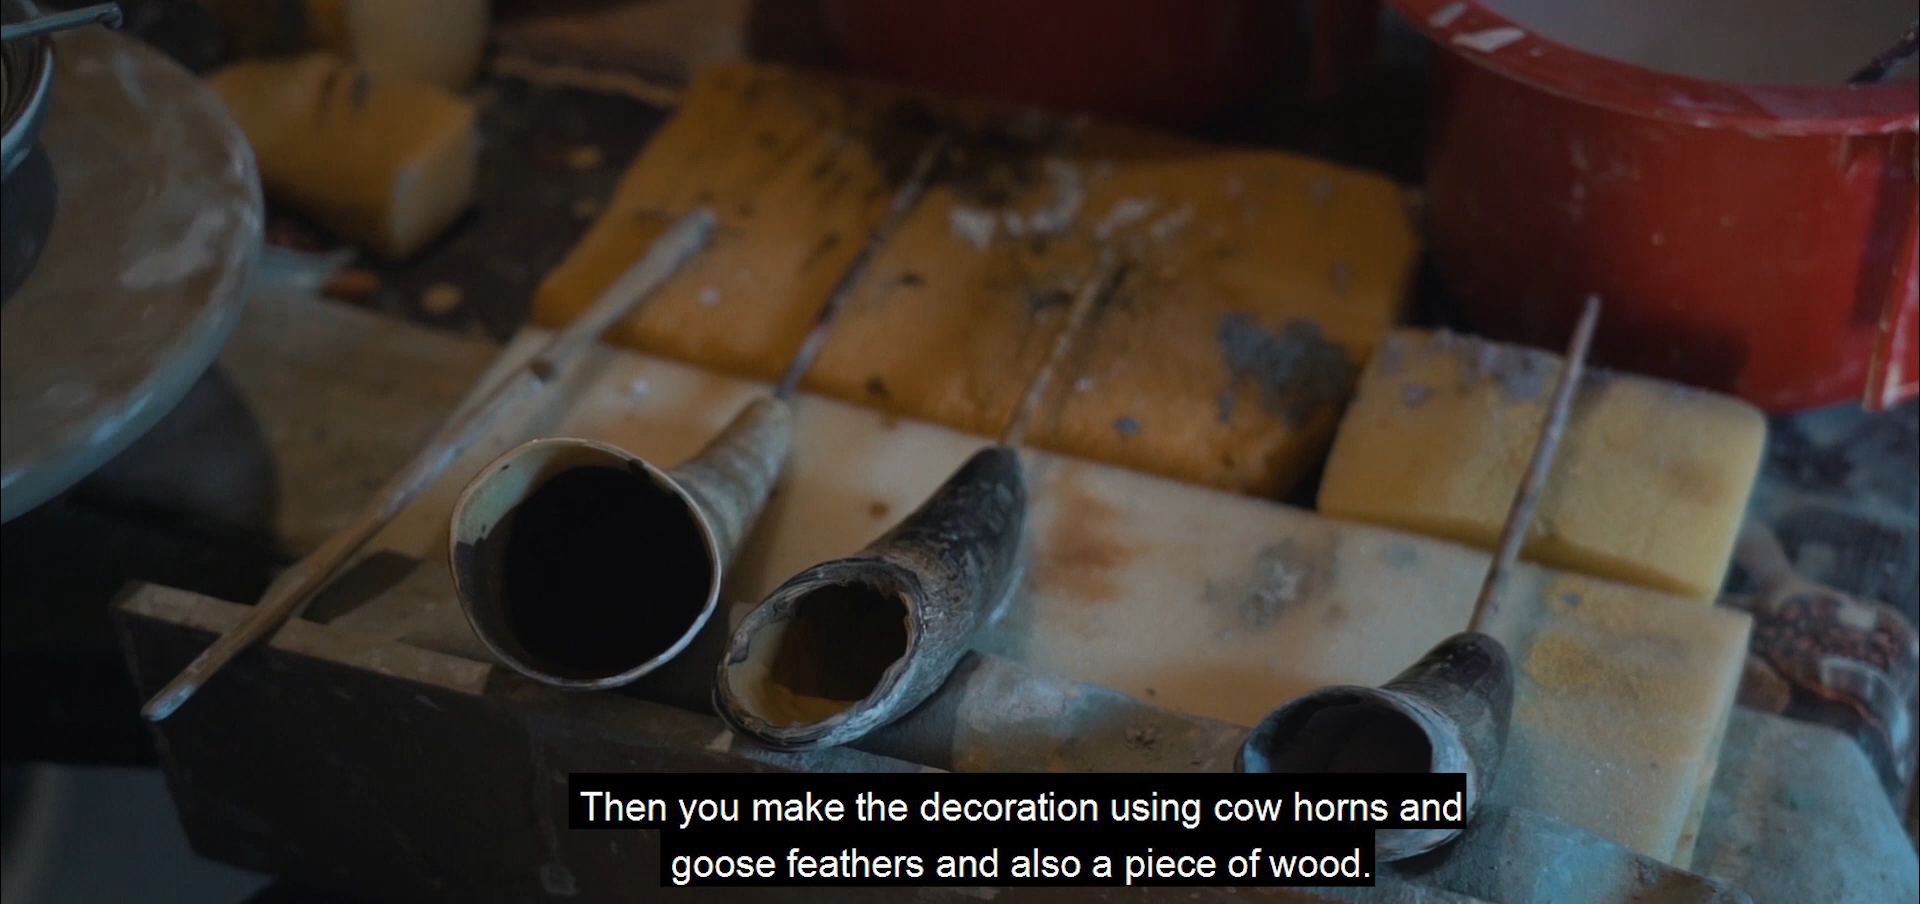 Then you make the decoration using cow horns and
goose feathers and also a piece of wood.